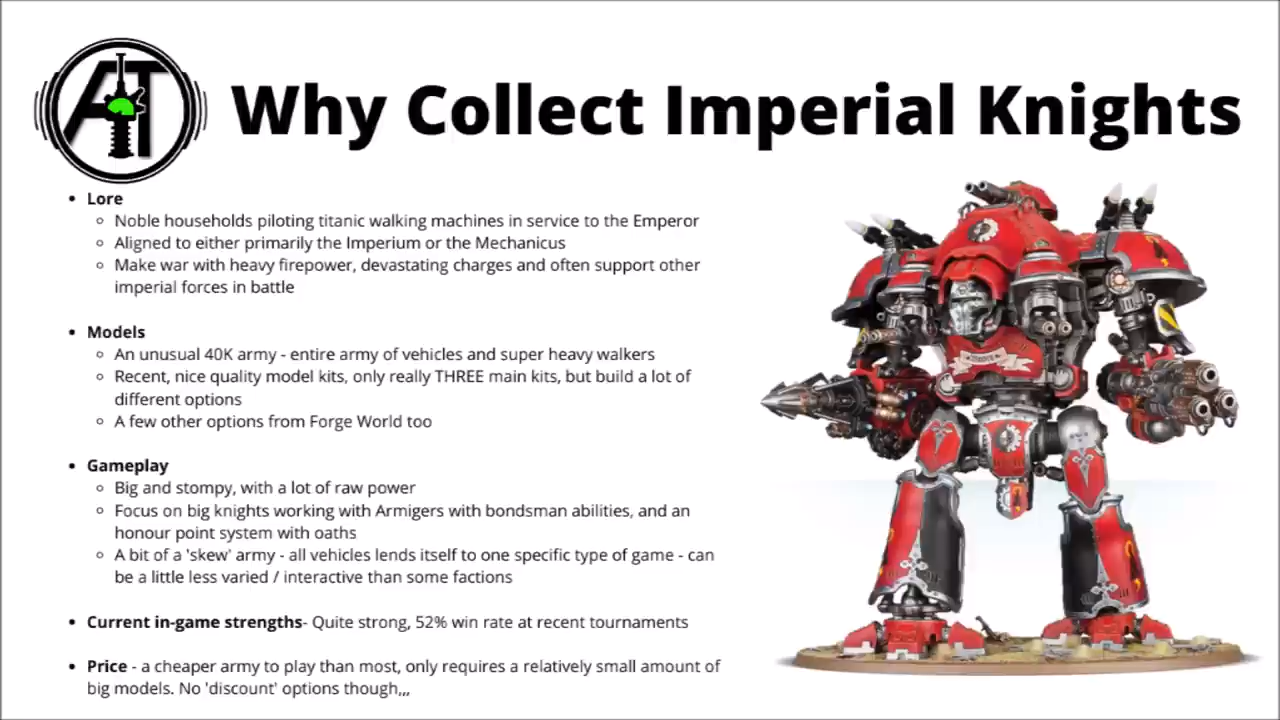 AT
Why Collect Imperial Knights
• Lore
◦ Noble households piloting titanic walking machines in service to the Emperor
◦ Aligned to either primarily the Imperium or the Mechanicus
◦ Make war with heavy firepower, devastating charges and often support other
imperial forces in battle
• Models
◦ An unusual 40K army - entire army of vehicles and super heavy walkers
◦ Recent, nice quality model kits, only really THREE main kits, but build a lot of
different options
◦ A few other options from Forge World too
• Gameplay
◦ Big and stompy, with a lot of raw power
◦ Focus on big knights working with Armigers with bondsman abilities, and an
honour point system with oaths
◦ A bit of a 'skew' army - all vehicles lends itself to one specific type of game - can
be a little less varied / interactive than some factions
• Current in-game strengths- Quite strong, 52% win rate at recent tournaments
• Price - a cheaper army to play than most, only requires a relatively small amount of
big models. No 'discount' options though,,,